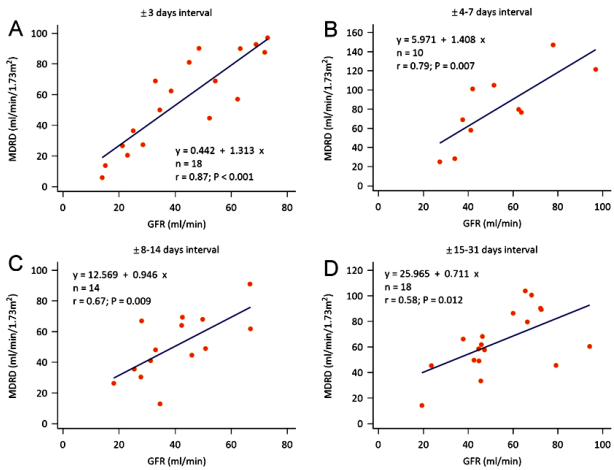 A
±3 days interval
MDRD (ml/min/1.73m²)
100
80
60
40
20
0
y = 0.442 + 1.313 x
n = 18
r = 0.87; P < 0.001
0 20 40 60 80
GFR (ml/min)
B
±4-7 days interval
MDRD (ml/min/1.73m²)
160
140
120
100
80
60
40
20
0
y = 5.971 + 1.408 x
n = 10
r = 0.79; P = 0.007
0 20 40 60 80 100
GFR (ml/min)
C
±8-14 days interval
MDRD (ml/min/1.73m²)
100
80
60
40
20
0
y = 12.569 + 0.946 x
n = 14
r = 0.67; P = 0.009
0 20 40 60 80
GFR (ml/min)
D
±15-31 days interval
MDRD (ml/min/1.73m²)
120
100
80
60
40
20
0
y = 25.965 + 0.711 x
n = 18
r = 0.58; P = 0.012
0 20 40 60 80 100
GFR (ml/min)